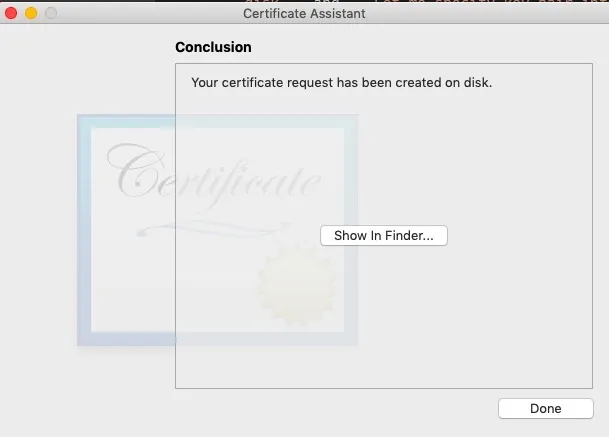 Certificate Assistant
Conclusion
Your certificate request has been created on disk.
Certificate
Show In Finder...
Done